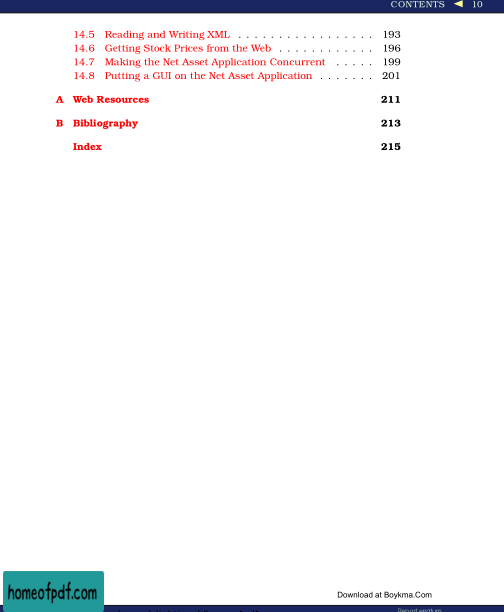 CONTENTS ◀ 10
14.5 Reading and Writing XML . . . . . . . . . . . . . . . . . 193
14.6 Getting Stock Prices from the Web . . . . . . . . . . . . 196
14.7 Making the Net Asset Application Concurrent . . . . . 199
14.8 Putting a GUI on the Net Asset Application . . . . . . . 201
A Web Resources 211
B Bibliography 213
Index 215
homeofpdf.com
Download at Boykma.Com